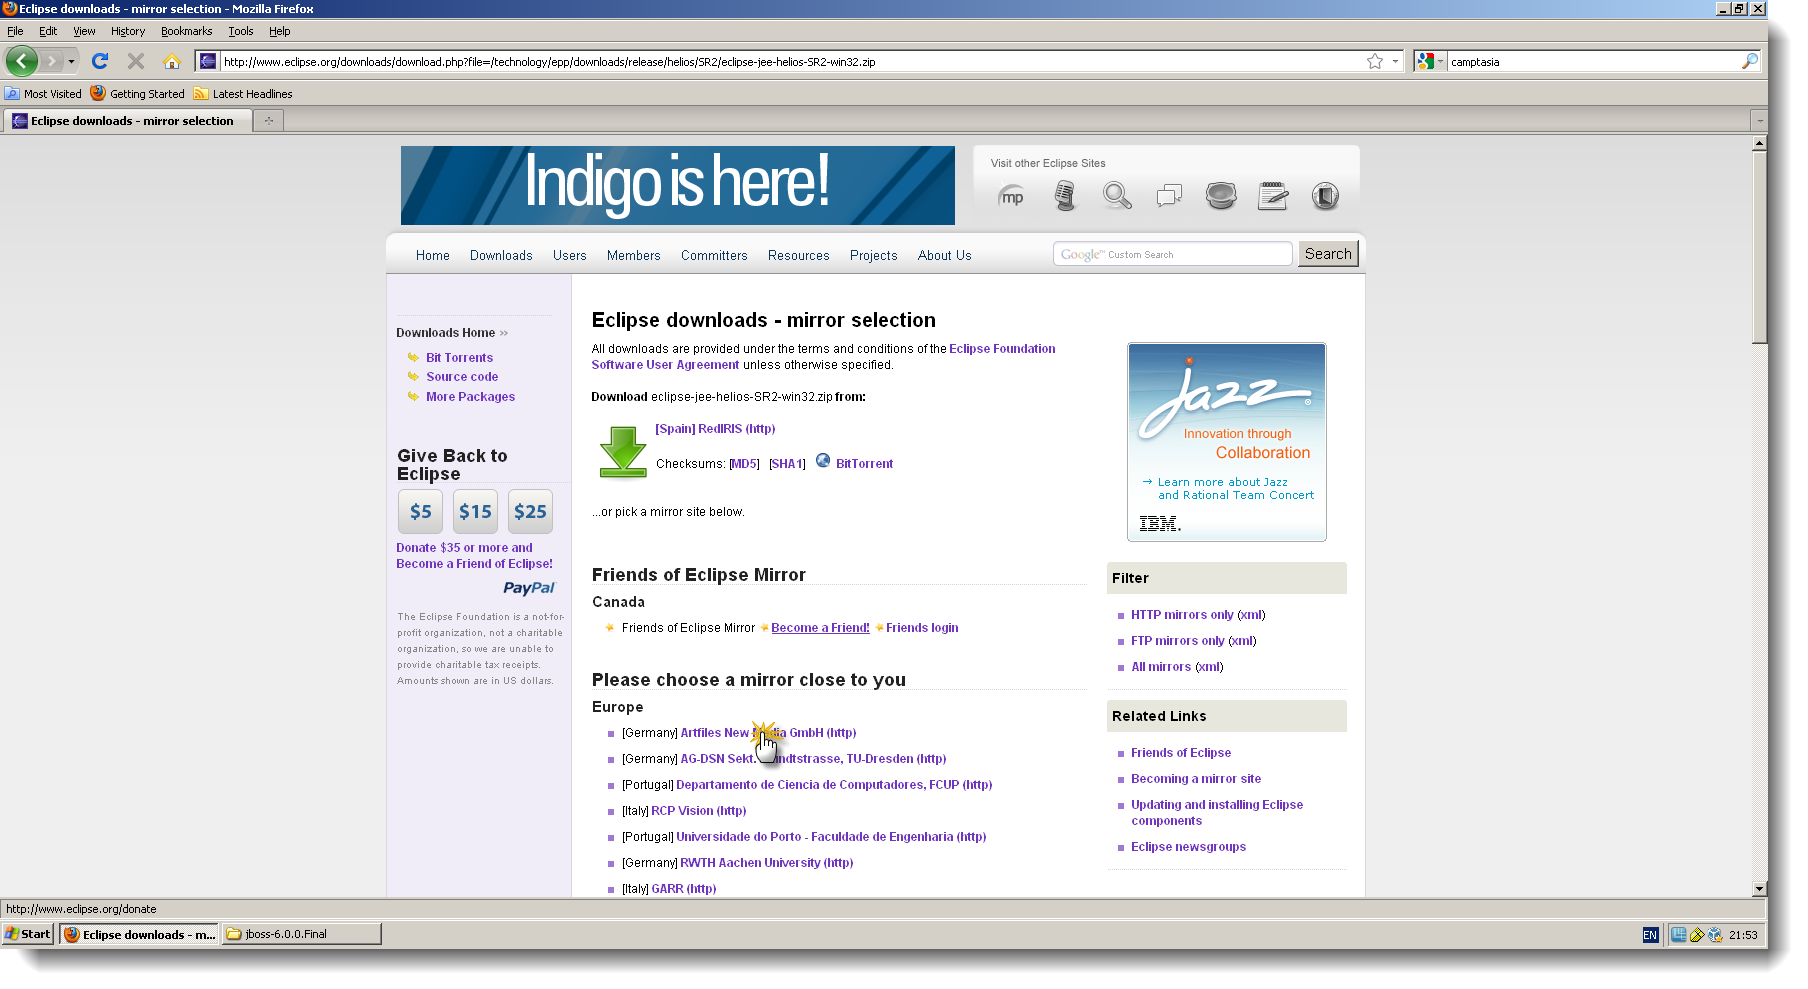 Eclipse downloads - mirror selection - Mozilla Firefox
File Edit View History Bookmarks Tools Help
http://www.eclipse.org/downloads/download.php?file=/technology/epp/downloads/release/helios/SR2/eclipse-jee-helios-SR2-win32.zip
camptasia
Most Visited Getting Started Latest Headlines
Eclipse downloads - mirror selection
Indigo is here!
Visit other Eclipse Sites
mp
Home Downloads Users Members Committers Resources Projects About Us
Google™ Custom Search Search
Downloads Home »
Bit Torrents
Source code
More Packages
Give Back to
Eclipse
$5 $15 $25
Donate $35 or more and
Become a Friend of Eclipse!
PayPal
The Eclipse Foundation is a not-for-
profit organization, not a charitable
organization, so we are unable to
provide charitable tax receipts.
Amounts shown are in US dollars.
Eclipse downloads - mirror selection
All downloads are provided under the terms and conditions of the Eclipse Foundation
Software User Agreement unless otherwise specified.
Download eclipse-jee-helios-SR2-win32.zip from:
[Spain] RedIRIS (http)
Checksums: [MD5] [SHA1] BitTorrent
...or pick a mirror site below.
Friends of Eclipse Mirror
Canada
Friends of Eclipse Mirror Become a Friend! Friends login
Please choose a mirror close to you
Europe
[Germany] Artfiles New GmbH (http)
[Germany] AG-DSN Sekt. TU-Dresden (http)
[Portugal] Departamento de Ciencia de Computadores, FCUP (http)
[Italy] RCP Vision (http)
[Portugal] Universidade do Porto - Faculdade de Engenharia (http)
[Germany] RWTH Aachen University (http)
[Italy] GARR (http)
jazz
Innovation through
Collaboration
→ Learn more about Jazz
and Rational Team Concert
IBM.
Filter
HTTP mirrors only (xml)
FTP mirrors only (xml)
All mirrors (xml)
Related Links
Friends of Eclipse
Becoming a mirror site
Updating and installing Eclipse
components
Eclipse newsgroups
http://www.eclipse.org/donate
Start Eclipse downloads - m... jboss-6.0.0.Final EN 21:53